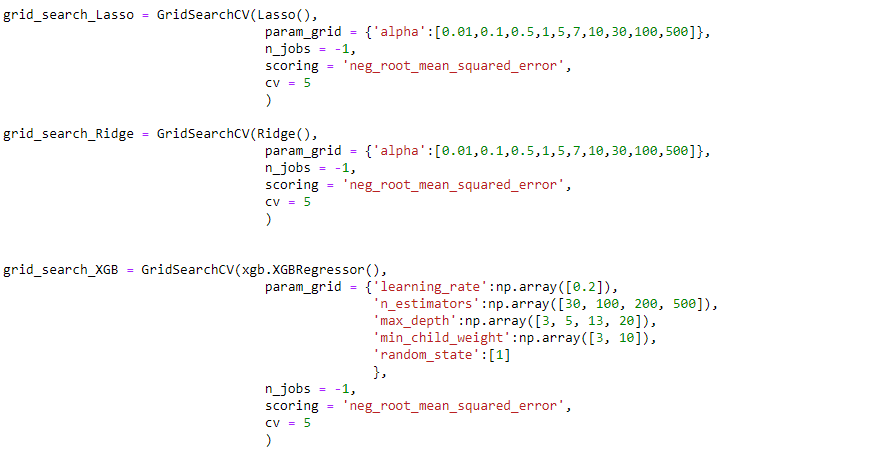 grid_search_Lasso = GridSearchCV(Lasso(),
param_grid = {'alpha':[0.01,0.1,0.5,1,5,7,10,30,100,500]},
n_jobs = -1,
scoring = 'neg_root_mean_squared_error',
cv = 5
)
grid_search_Ridge = GridSearchCV(Ridge(),
param_grid = {'alpha':[0.01,0.1,0.5,1,5,7,10,30,100,500]},
n_jobs = -1,
scoring = 'neg_root_mean_squared_error',
cv = 5
)
grid_search_XGB = GridSearchCV(xgb.XGBRegressor(),
param_grid = {'learning_rate':np.array([0.2]),
'n_estimators':np.array([30, 100, 200, 500]),
'max_depth':np.array([3, 5, 13, 20]),
'min_child_weight':np.array([3, 10]),
'random_state':[1]
},
n_jobs = -1,
scoring = 'neg_root_mean_squared_error',
cv = 5
)